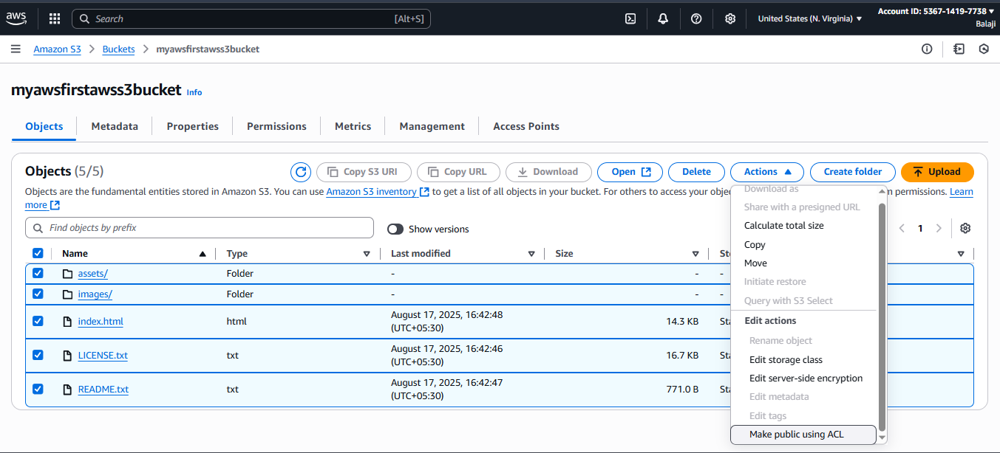 aws
Search [Alt+S]
United States (N. Virginia)
Account ID: 5367-1419-7738
Balaji
Amazon S3 > Buckets > myawsfirstawss3bucket
myawsfirstawss3bucket Info
Objects Metadata Properties Permissions Metrics Management Access Points
Objects (5/5)
Copy S3 URI Copy URL Download Open Delete Actions Create folder Upload
Objects are the fundamental entities stored in Amazon S3. You can use Amazon S3 inventory to get a list of all objects in your bucket. For others to access your objec m permissions. Learn
more
Find objects by prefix
Show versions
1
Name Type Last modified Size Sto
assets/ Folder - - -
images/ Folder - - -
index.html html August 17, 2025, 16:42:48
(UTC+05:30) 14.3 KB Sta
LICENSE.txt txt August 17, 2025, 16:42:46
(UTC+05:30) 16.7 KB Sta
README.txt txt August 17, 2025, 16:42:47
(UTC+05:30) 771.0 B Sta
Download as
Share with a presigned URL
Calculate total size
Copy
Move
Initiate restore
Query with S3 Select
Edit actions
Rename object
Edit storage class
Edit server-side encryption
Edit metadata
Edit tags
Make public using ACL